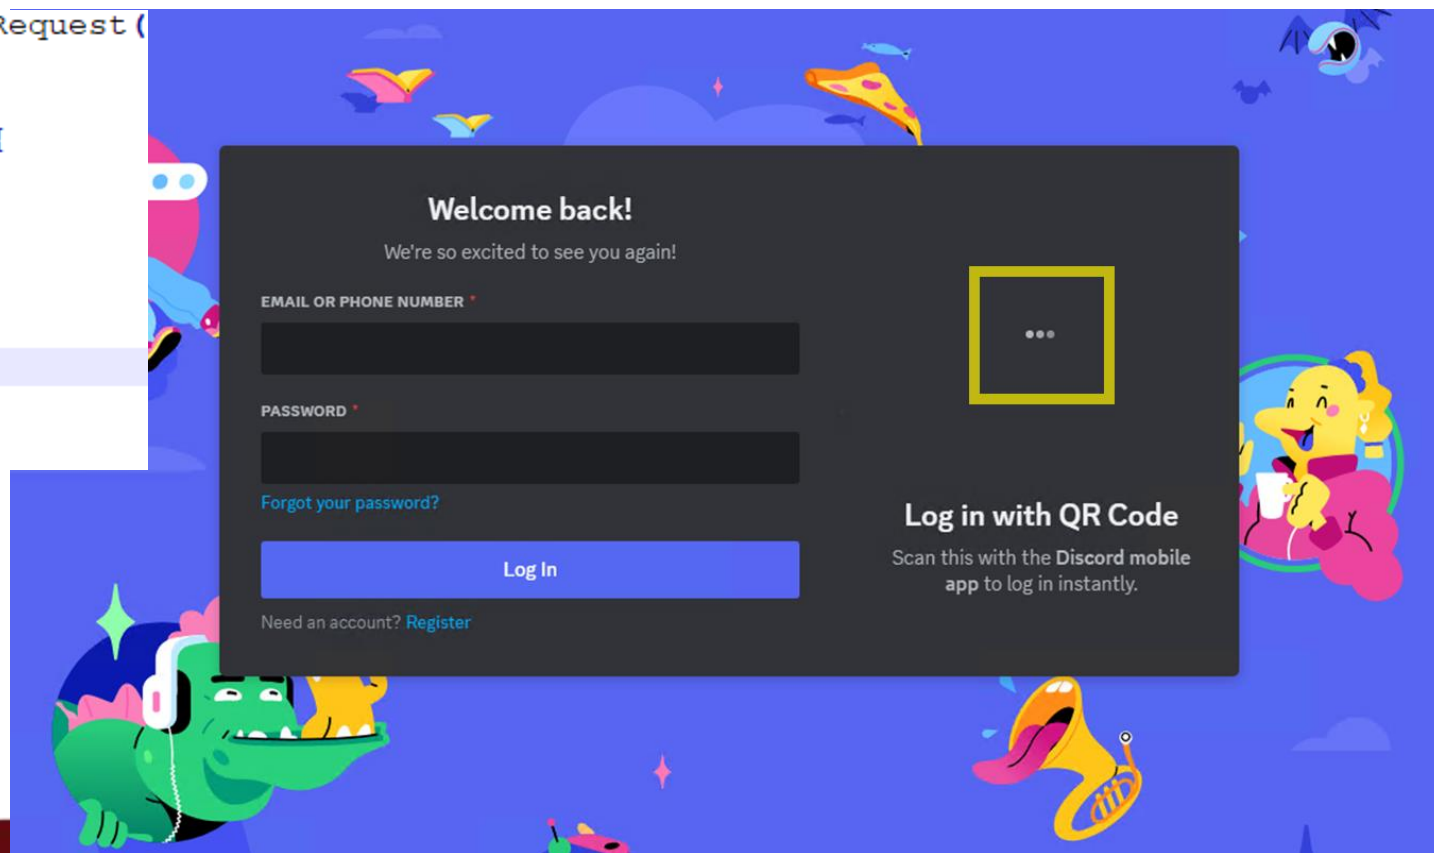 Request(
Welcome back!
We're so excited to see you again!
EMAIL OR PHONE NUMBER *
PASSWORD *
Forgot your password?
Log In
Need an account? Register
Log in with QR Code
Scan this with the Discord mobile
app to log in instantly.